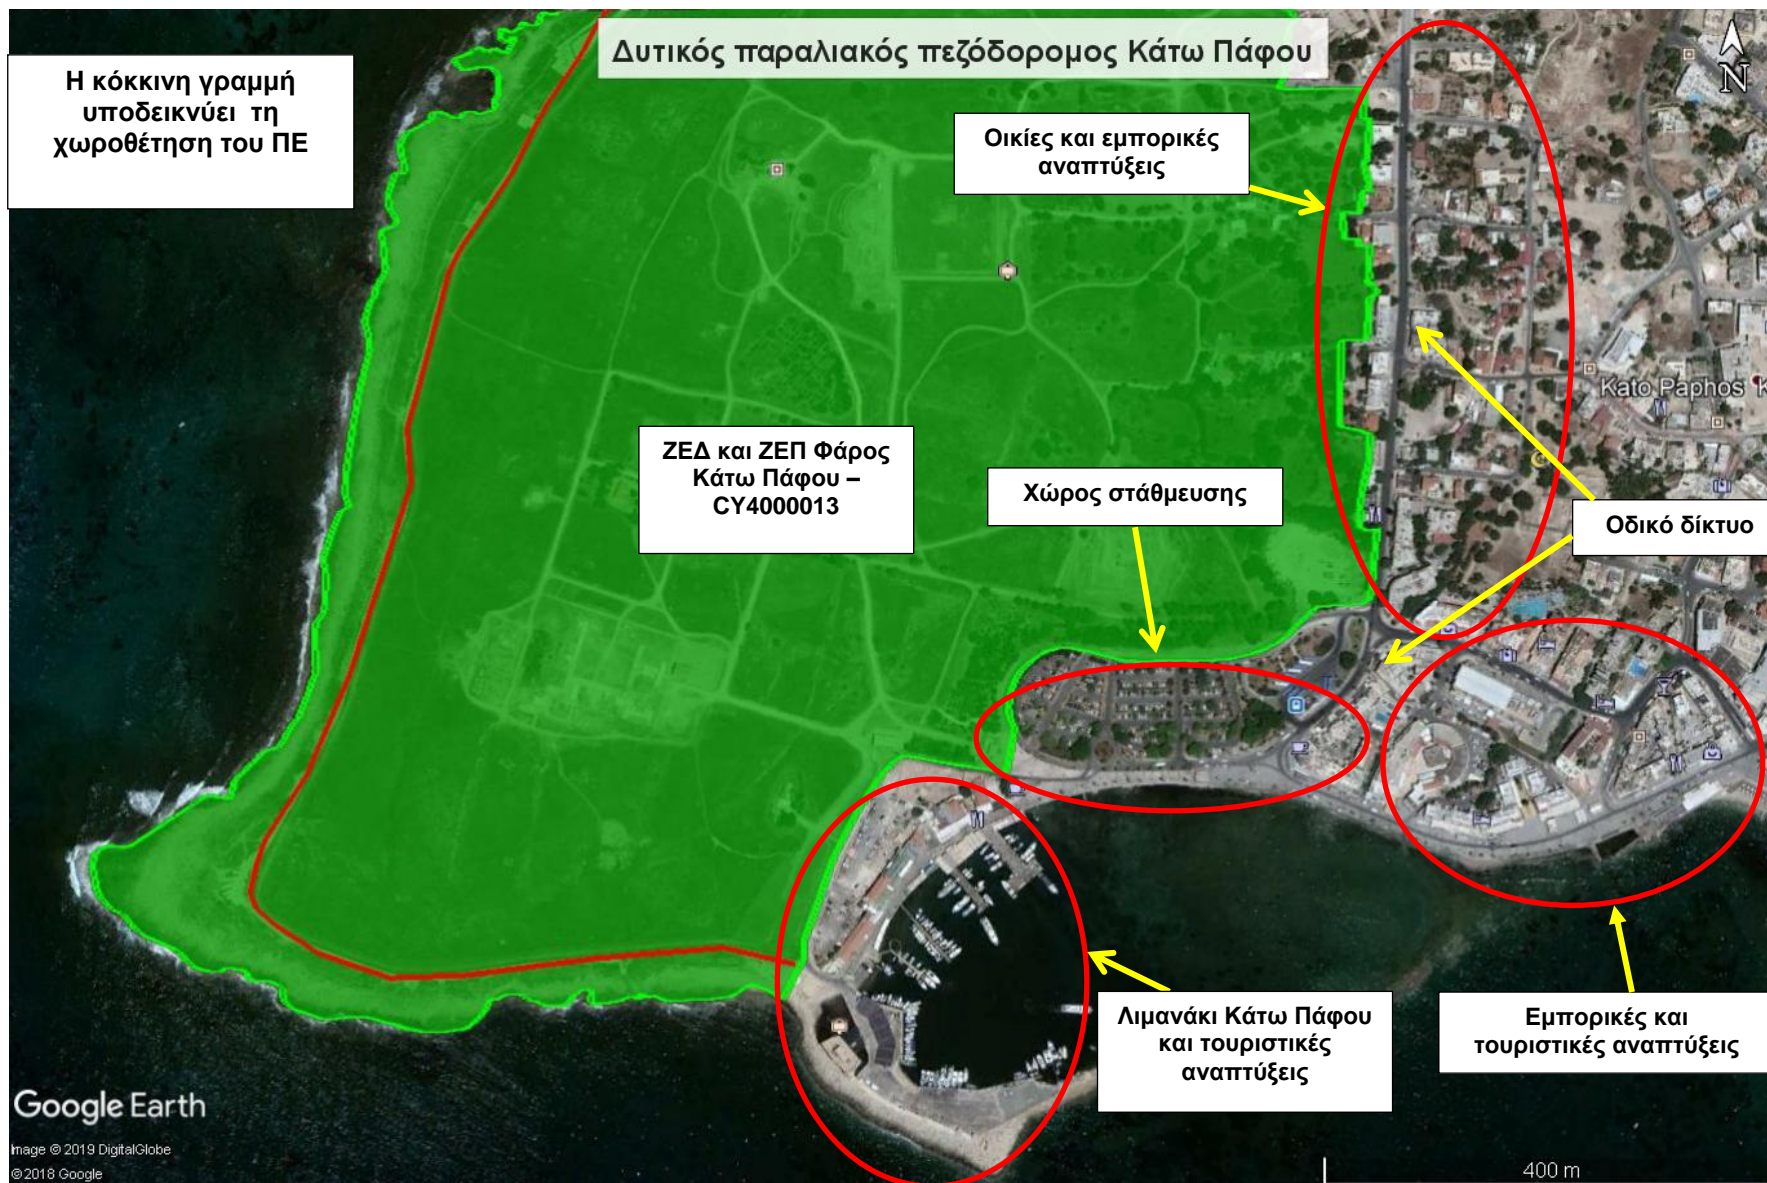 Δυτικός παραλιακός πεζόδορομος Κάτω Πάφου
Η κόκκινη γραμμή
υποδεικνύει τη
χωροθέτηση του ΠΕ
N
Οικίες και εμπορικές
αναπτύξεις
Kato Paphos K
ΖΕΔ και ΖΕΠ Φάρος
Κάτω Πάφου –
CY4000013
Χώρος στάθμευσης
Οδικό δίκτυο
Λιμανάκι Κάτω Πάφου
και τουριστικές
αναπτύξεις
Εμπορικές και
τουριστικές αναπτύξεις
Google Earth
Image © 2019 DigitalGlobe
© 2018 Google
400 m